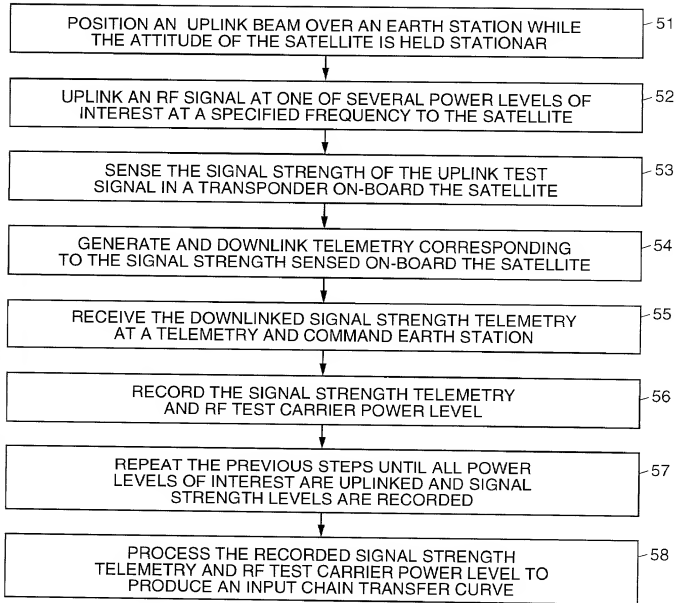 POSITION AN UPLINK BEAM OVER AN EARTH STATION WHILE
THE ATTITUDE OF THE SATELLITE IS HELD STATIONAR
51
UPLINK AN RF SIGNAL AT ONE OF SEVERAL POWER LEVELS OF
INTEREST AT A SPECIFIED FREQUENCY TO THE SATELLITE
52
SENSE THE SIGNAL STRENGTH OF THE UPLINK TEST
SIGNAL IN A TRANSPONDER ON-BOARD THE SATELLITE
53
GENERATE AND DOWNLINK TELEMETRY CORRESPONDING
TO THE SIGNAL STRENGTH SENSED ON-BOARD THE SATELLITE
54
RECEIVE THE DOWNLINKED SIGNAL STRENGTH TELEMETRY
AT A TELEMETRY AND COMMAND EARTH STATION
55
RECORD THE SIGNAL STRENGTH TELEMETRY
AND RF TEST CARRIER POWER LEVEL
56
REPEAT THE PREVIOUS STEPS UNTIL ALL POWER
LEVELS OF INTEREST ARE UPLINKED AND SIGNAL
STRENGTH LEVELS ARE RECORDED
57
PROCESS THE RECORDED SIGNAL STRENGTH
TELEMETRY AND RF TEST CARRIER POWER LEVEL TO
PRODUCE AN INPUT CHAIN TRANSFER CURVE
58